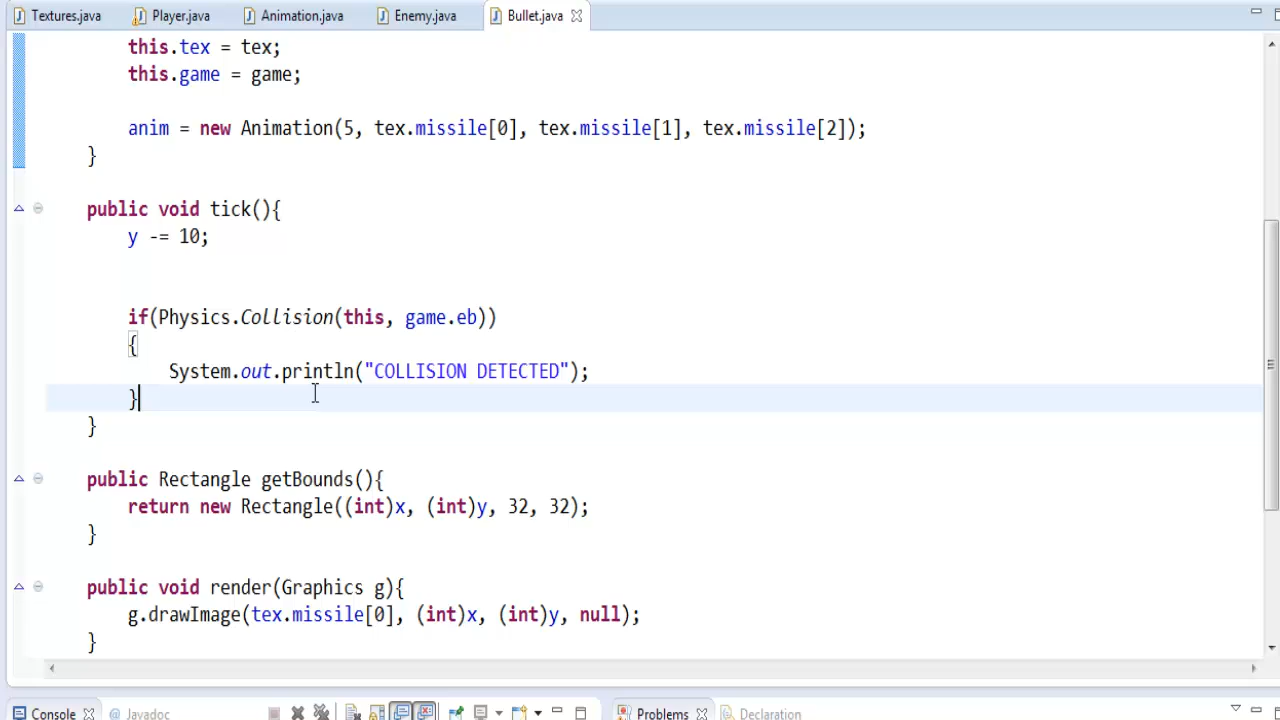 Textures.java Player.java Animation.java Enemy.java Bullet.java
this.tex = tex;
this.game = game;
anim = new Animation(5, tex.missile[0], tex.missile[1], tex.missile[2]);
}
public void tick(){
y -= 10;
if(Physics.Collision(this, game.eb))
{
System.out.println("COLLISION DETECTED");
}
}
public Rectangle getBounds(){
return new Rectangle((int)x, (int)y, 32, 32);
}
public void render(Graphics g){
g.drawImage(tex.missile[0], (int)x, (int)y, null);
}
Console Javadoc Problems Declaration